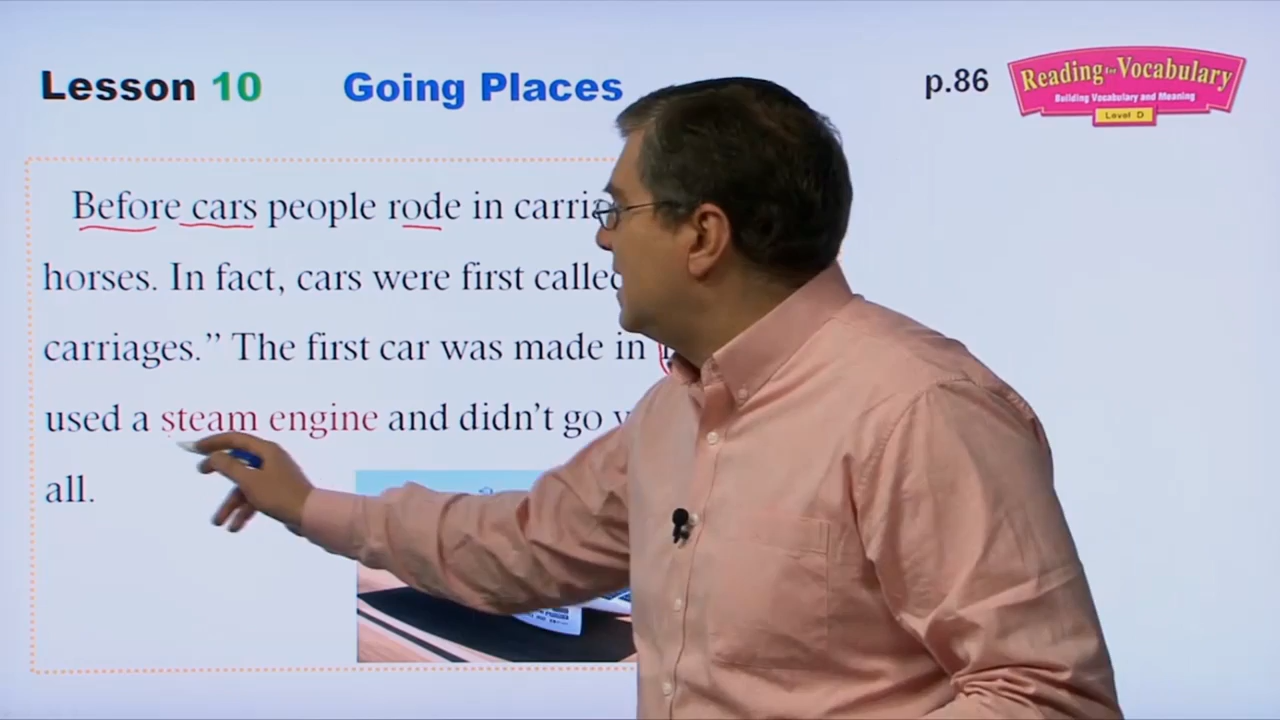 Lesson 10 Going Places p.86
Reading for Vocabulary
Building Vocabulary and Meaning
Level D
Before cars people rode in
horses. In fact, cars were first
carriages.” The first car was made in
used a steam engine and didn’t go
all.